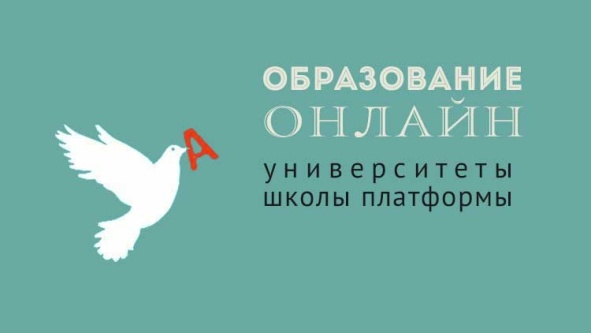 А
ОБРАЗОВАНИЕ
ОНЛАЙН
университеты
школы платформы